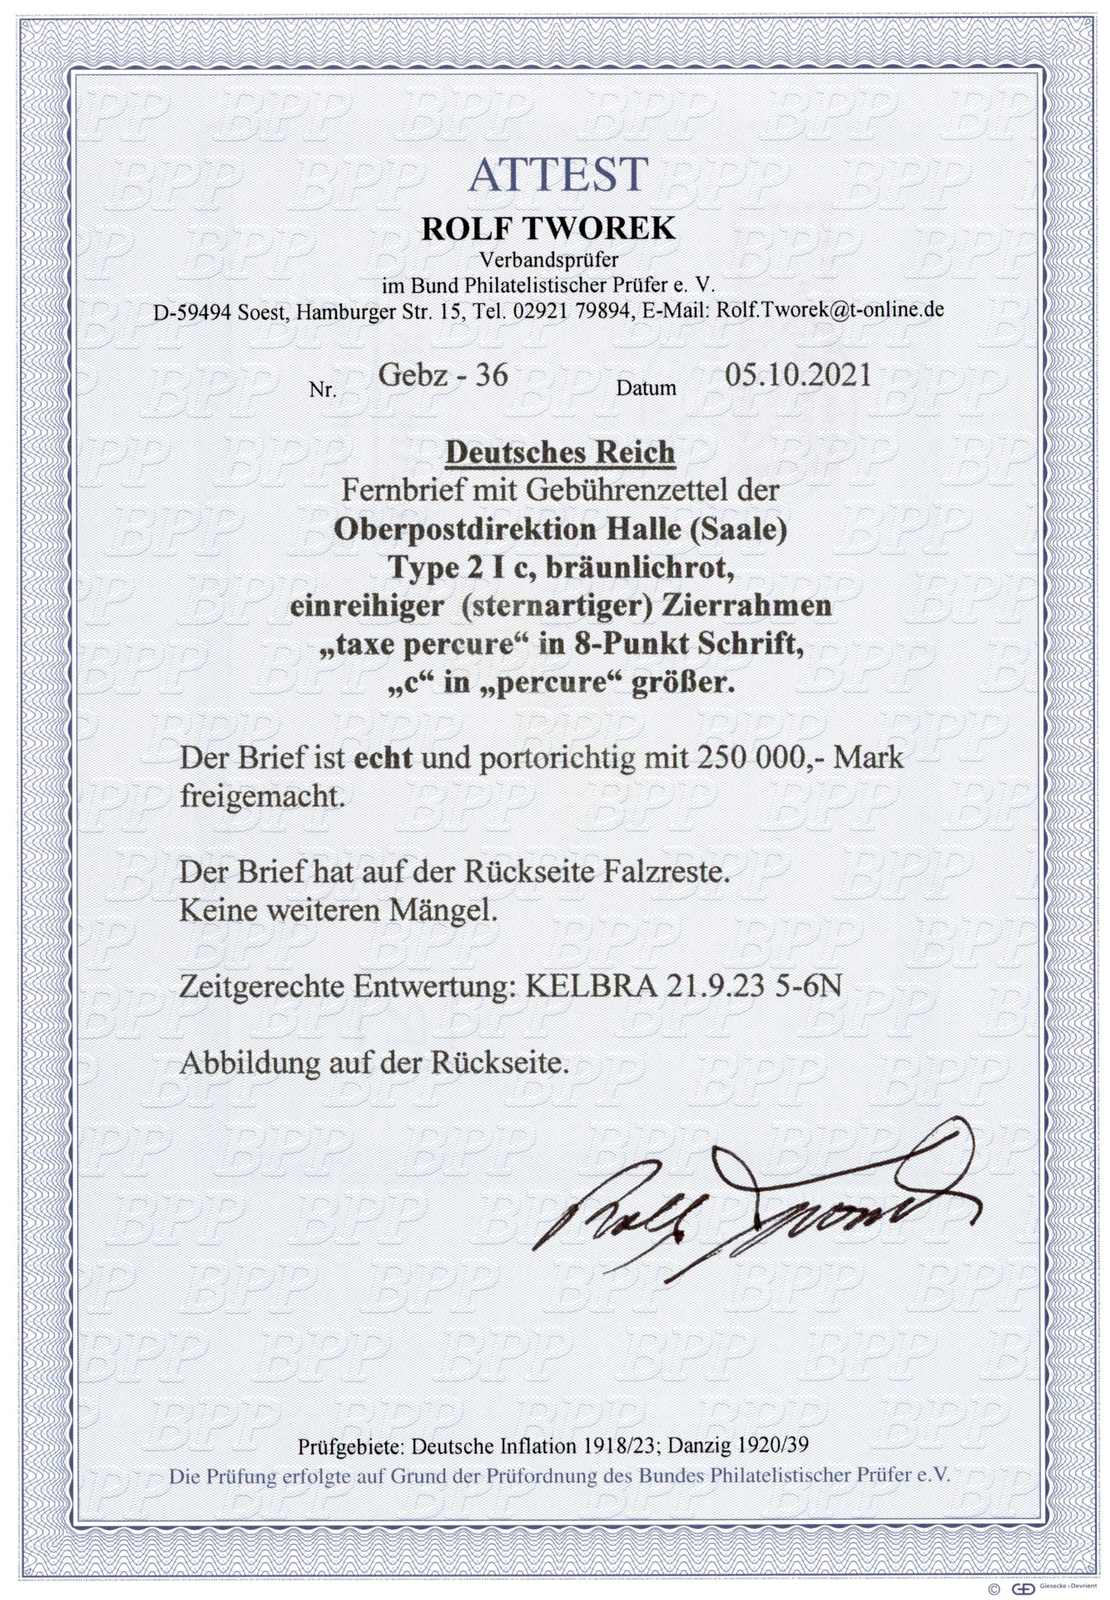 ATTEST
ROLF TWOREK
Verbandsprüfer
im Bund Philatelistischer Prüfer e. V.
D-59494 Soest, Hamburger Str. 15, Tel. 02921 79894, E-Mail: Rolf.Tworek@t-online.de
Nr. Gebz - 36 Datum 05.10.2021
Deutsches Reich
Fernbrief mit Gebührenzettel der
Oberpostdirektion Halle (Saale)
Type 2 I c, bräunlichrot,
einreihiger (sternartiger) Zierrahmen
„taxe percure“ in 8-Punkt Schrift,
„c“ in „percure“ größer.
Der Brief ist echt und portorichtig mit 250 000,- Mark
freigemacht.
Der Brief hat auf der Rückseite Falzreste.
Keine weiteren Mängel.
Zeitgerechte Entwertung: KELBRA 21.9.23 5-6N
Abbildung auf der Rückseite.
Rolf Tworek
Prüfgebiete: Deutsche Inflation 1918/23; Danzig 1920/39
Die Prüfung erfolgte auf Grund der Prüfordnung des Bundes Philatelistischer Prüfer e.V.
© GD Giesecke & Devrient